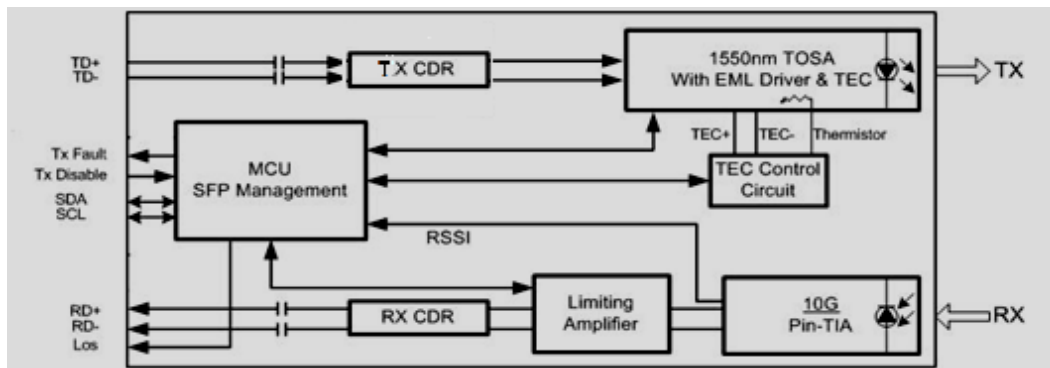 TD+
TD-
TX CDR
1550nm TOSA
With EML Driver & TEC
TX
TEC+
TEC-
Thermistor
Tx Fault
Tx Disable
SDA
SCL
MCU
SFP Management
TEC Control
Circuit
RSSI
RD+
RD-
Los
RX CDR
Limiting
Amplifier
10G
Pin-TIA
RX